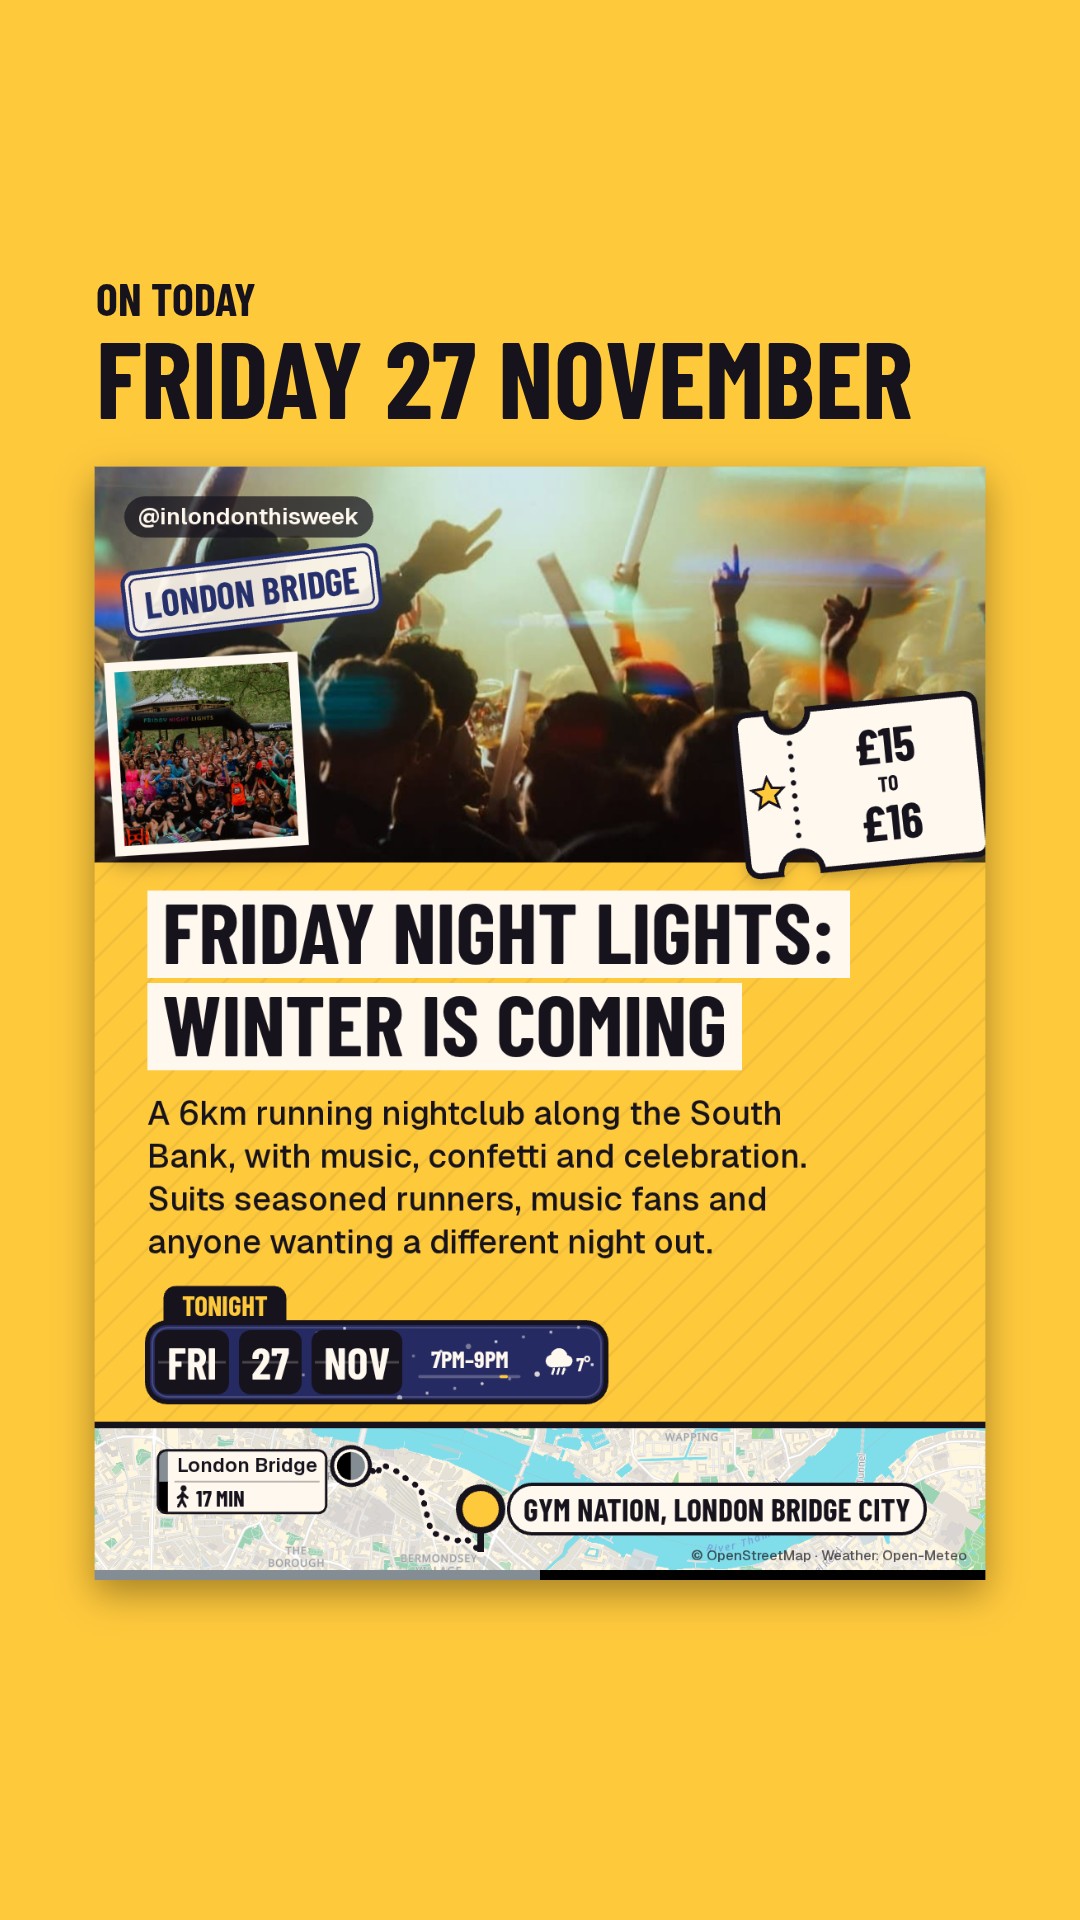 ON TODAY
FRIDAY 27 NOVEMBER
@inlondonthisweek
LONDON BRIDGE
FRIDAY NIGHT LIGHTS
£15
TO
£16
FRIDAY NIGHT LIGHTS:
WINTER IS COMING
A 6km running nightclub along the South
Bank, with music, confetti and celebration.
Suits seasoned runners, music fans and
anyone wanting a different night out.
TONIGHT
FRI 27 NOV 7PM–9PM 7°
WAPPING
London Bridge
17 MIN
GYM NATION, LONDON BRIDGE CITY
THE
BOROUGH
BERMONDSEY
© OpenStreetMap · Weather: Open-Meteo